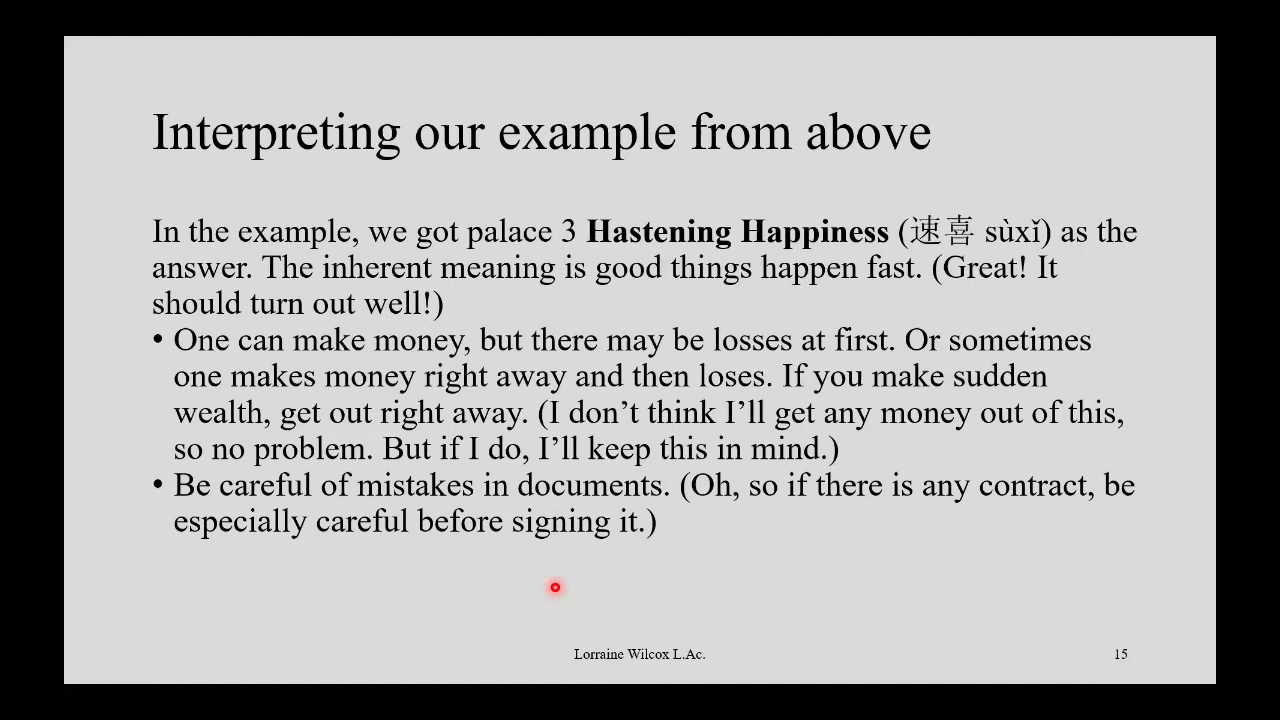 Interpreting our example from above
In the example, we got palace 3 Hastening Happiness (速喜 sùxǐ) as the
answer. The inherent meaning is good things happen fast. (Great! It
should turn out well!)
• One can make money, but there may be losses at first. Or sometimes
one makes money right away and then loses. If you make sudden
wealth, get out right away. (I don’t think I’ll get any money out of this,
so no problem. But if I do, I’ll keep this in mind.)
• Be careful of mistakes in documents. (Oh, so if there is any contract, be
especially careful before signing it.)
Lorraine Wilcox L.Ac.
15